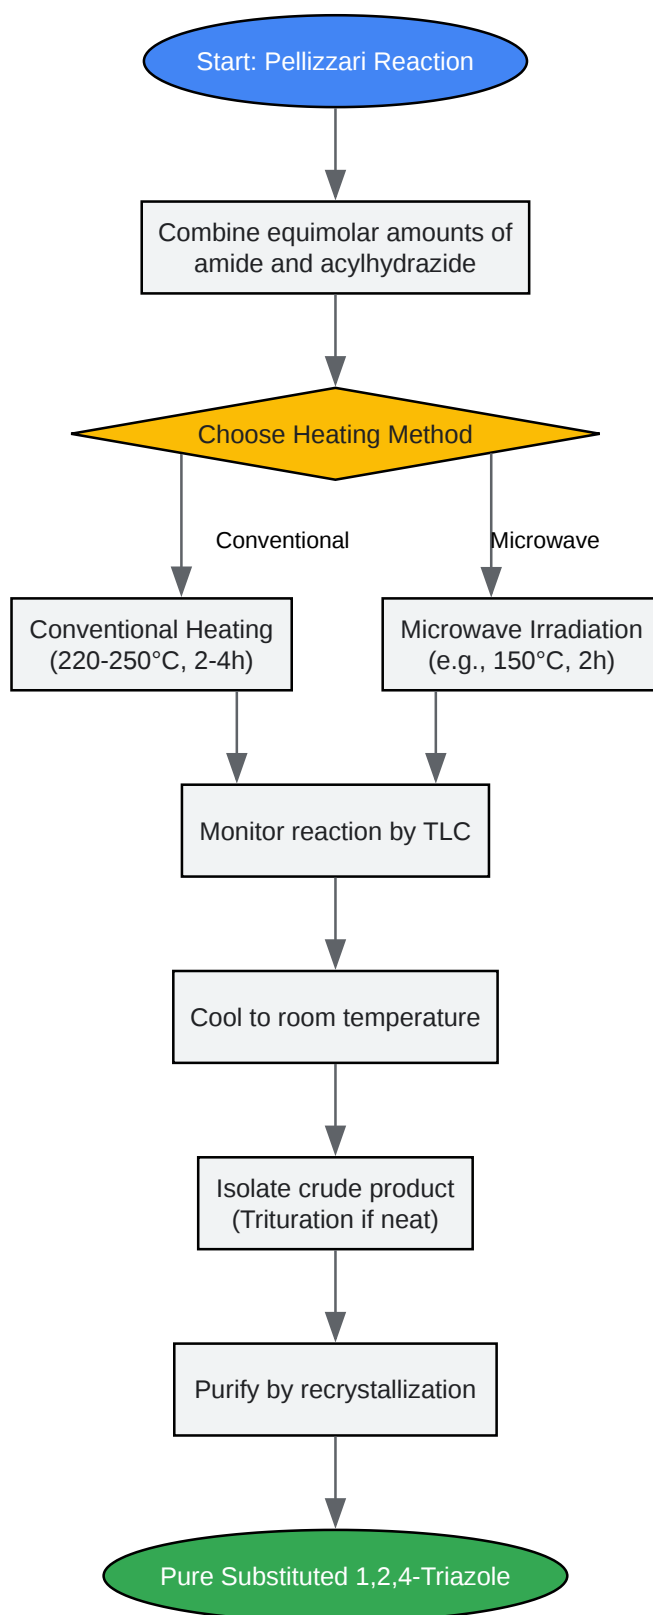 Start: Pellizzari Reaction
Combine equimolar amounts of
amide and acylhydrazide
Choose Heating Method
Conventional
Microwave
Conventional Heating
(220-250°C, 2-4h)
Microwave Irradiation
(e.g., 150°C, 2h)
Monitor reaction by TLC
Cool to room temperature
Isolate crude product
(Trituration if neat)
Purify by recrystallization
Pure Substituted 1,2,4-Triazole